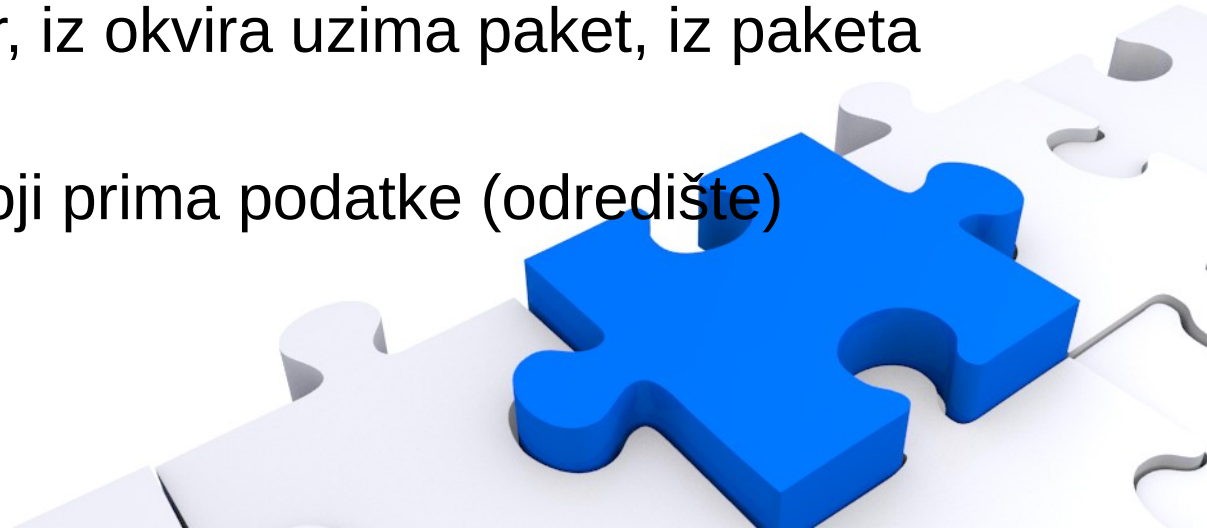 , iz okvira uzima paket, iz paketa
oji prima podatke (odredište)